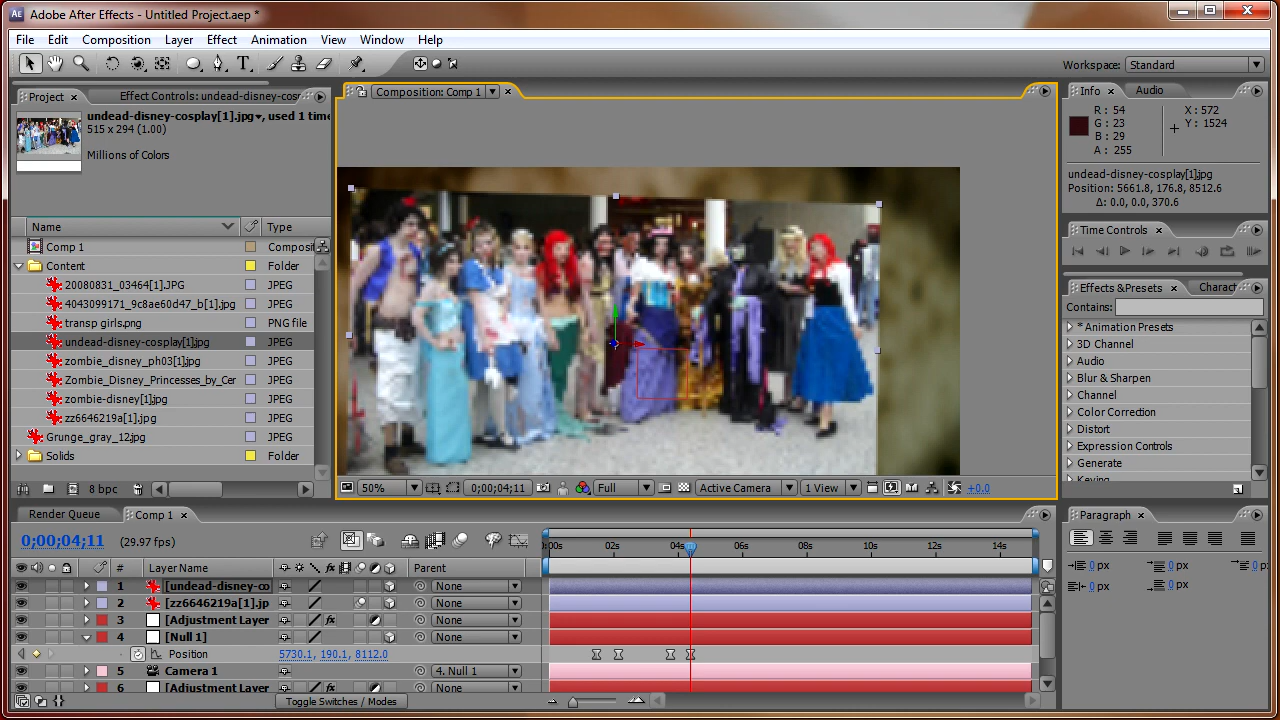 Adobe After Effects - Untitled Project.aep *
File Edit Composition Layer Effect Animation View Window Help
Workspace: Standard
Project Effect Controls: undead-disney-cos
undead-disney-cosplay[1].jpg , used 1 time
515 x 294 (1.00)
Millions of Colors
Name Type
Comp 1 Composi
Content Folder
20080831_03464[1].JPG JPEG
4043099171_9c8ae60d47_b[1].jpg JPEG
transp girls.png PNG file
undead-disney-cosplay[1]jpg JPEG
zombie_disney_ph03[1]jpg JPEG
Zombie_Disney_Princesses_by_Cer JPEG
zombie-disney[1]jpg JPEG
zz6646219a[1].jpg JPEG
Grunge_gray_12.jpg JPEG
Solids Folder
8 bpc
Composition: Comp 1
50% 0;00;04;11 Full Active Camera 1 View +0.0
Info Audio
R : 54 X : 572
G : 23 Y : 1524
B : 29
A : 255
undead-disney-cosplay[1]jpg
Position: 5661.8, 176.8, 8512.6
Δ: 0.0, 0.0, 370.6
Time Controls
Effects &Presets Charact
Contains:
* Animation Presets
3D Channel
Audio
Blur & Sharpen
Channel
Color Correction
Distort
Expression Controls
Generate
Keying
Render Queue Comp 1
0;00;04;11 (29.97 fps)
:00s 02s 04s 06s 08s 10s 12s 14s
# Layer Name Parent
1 [undead-disney-co None
2 [zz6646219a[1].jp None
3 [Adjustment Layer None
4 [Null 1] None
Position 5730.1, 190.1, 8112.0
5 Camera 1 4. Null 1
6 [Adjustment Layer None
Toggle Switches / Modes
Paragraph
0 px 0 px 0 px
0 px 0 px